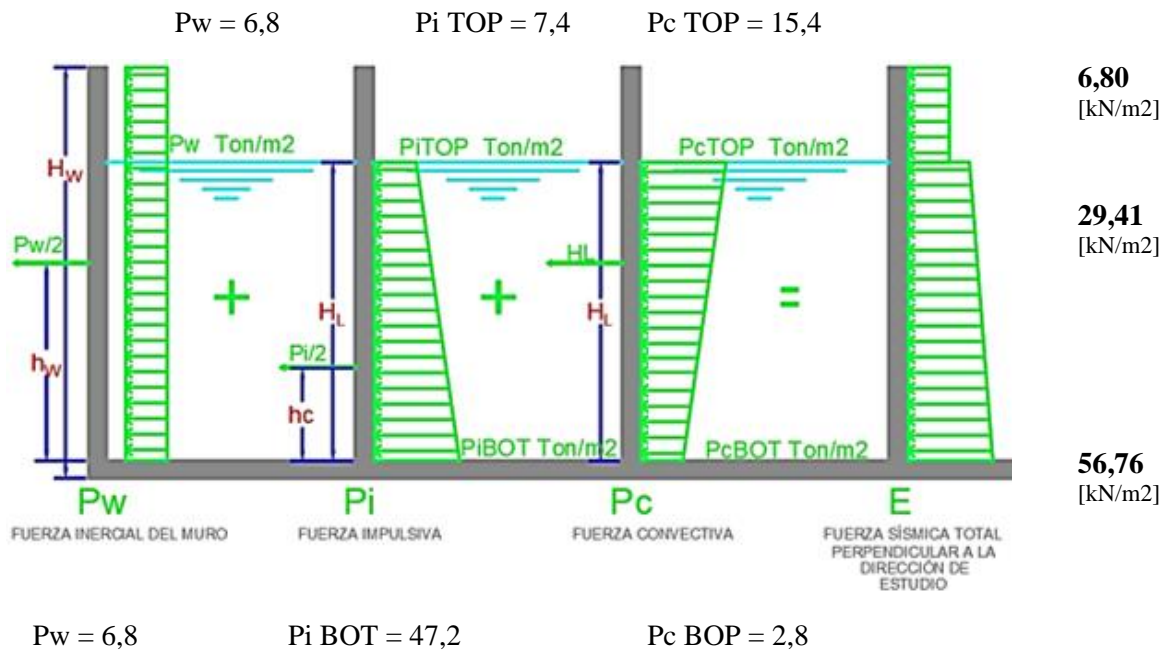 Pw = 6,8 Pi TOP = 7,4 Pc TOP = 15,4
6,80
[kN/m2]
Pw Ton/m2 PiTOP Ton/m2 PcTOP Ton/m2
Hw
29,41
[kN/m2]
Pw/2 HL
+ + =
HL HL
hw
Pi/2
hc
PiBOT Ton/m2 PcBOT Ton/m2
56,76
[kN/m2]
Pw Pi Pc E
FUERZA INERCIAL DEL MURO FUERZA IMPULSIVA FUERZA CONVECTIVA FUERZA SÍSMICA TOTAL
PERPENDICULAR A LA
DIRECCIÓN DE
ESTUDIO
Pw = 6,8 Pi BOT = 47,2 Pc BOP = 2,8